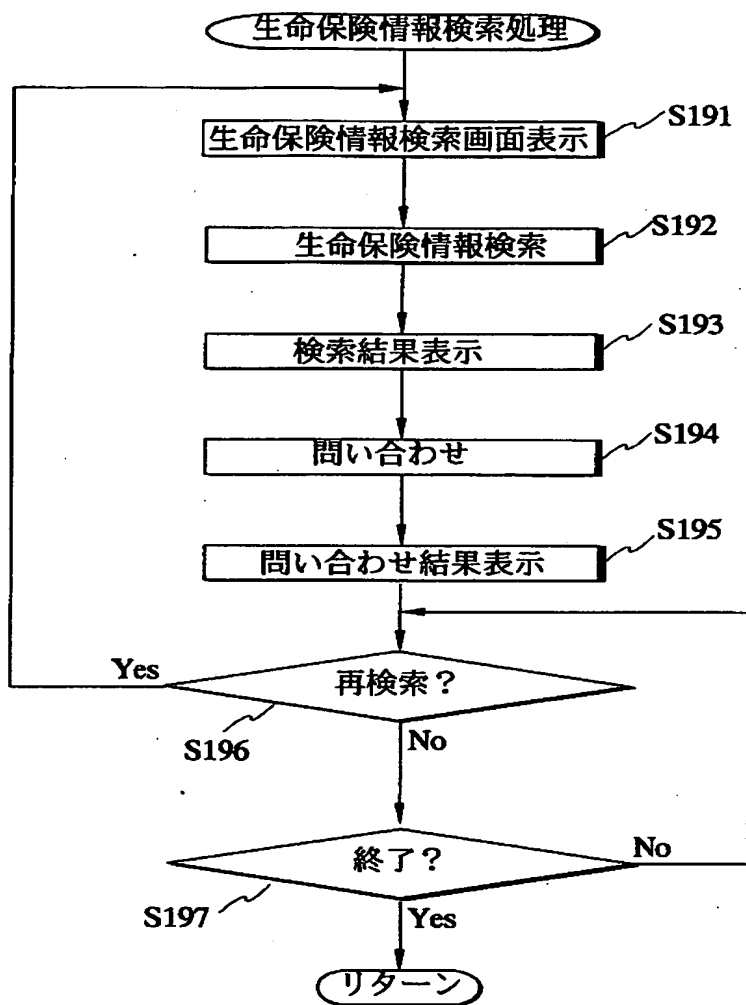 生命保険情報検索処理
生命保険情報検索画面表示
S191
生命保険情報検索
S192
検索結果表示
S193
問い合わせ
S194
問い合わせ結果表示
S195
再検索？
Yes
S196
No
終了？
No
S197
Yes
リターン